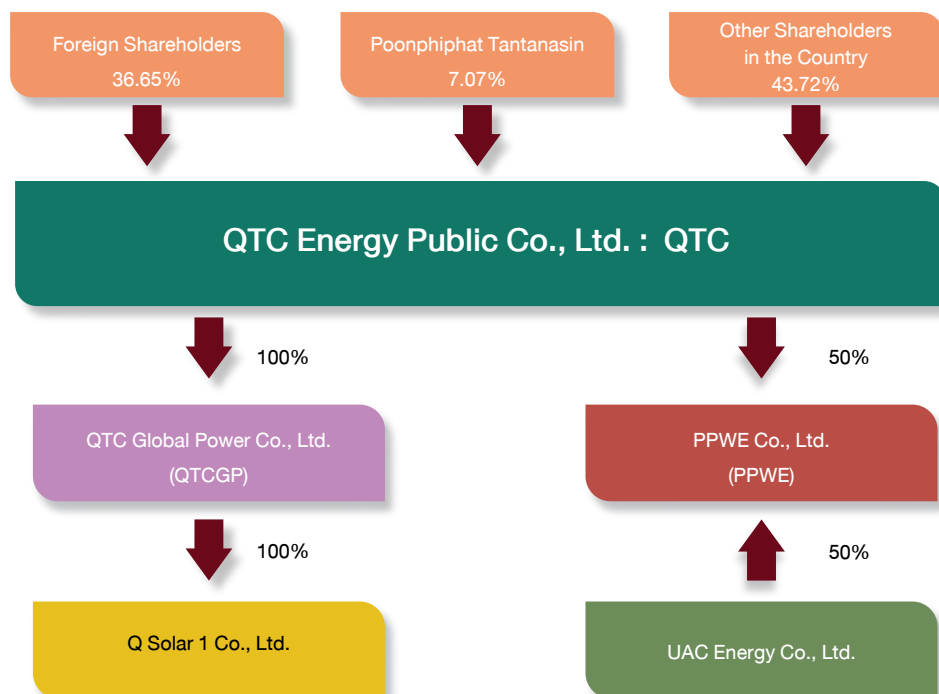 Foreign Shareholders
36.65%
Poonphiphat Tantanasin
7.07%
Other Shareholders
in the Country
43.72%
QTC Energy Public Co., Ltd. : QTC
100%
50%
QTC Global Power Co., Ltd.
(QTCGP)
PPWE Co., Ltd.
(PPWE)
100%
50%
Q Solar 1 Co., Ltd.
UAC Energy Co., Ltd.